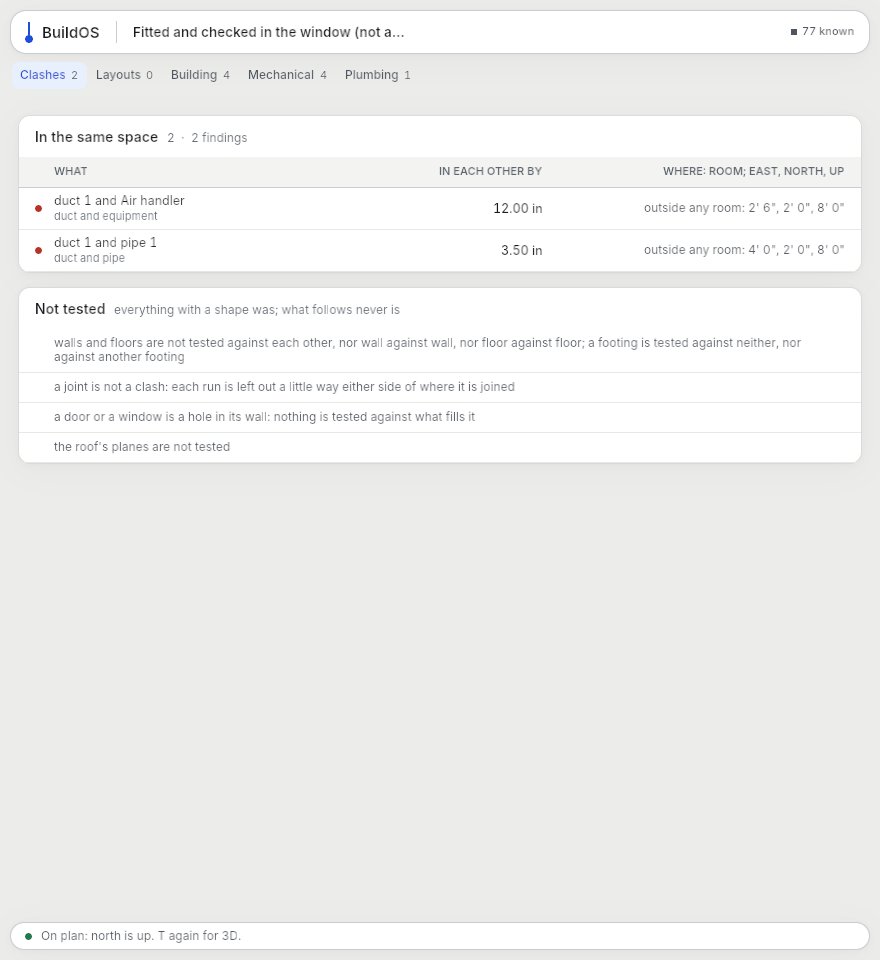 BuildOS
Fitted and checked in the window (not a...
77 known
Clashes 2
Layouts 0
Building 4
Mechanical 4
Plumbing 1
In the same space 2 · 2 findings
WHAT IN EACH OTHER BY WHERE: ROOM; EAST, NORTH, UP
duct 1 and Air handler
duct and equipment
12.00 in
outside any room: 2' 6", 2' 0", 8' 0"
duct 1 and pipe 1
duct and pipe
3.50 in
outside any room: 4' 0", 2' 0", 8' 0"
Not tested everything with a shape was; what follows never is
walls and floors are not tested against each other, nor wall against wall, nor floor against floor; a footing is tested against neither, nor
against another footing
a joint is not a clash: each run is left out a little way either side of where it is joined
a door or a window is a hole in its wall: nothing is tested against what fills it
the roof's planes are not tested
On plan: north is up. T again for 3D.